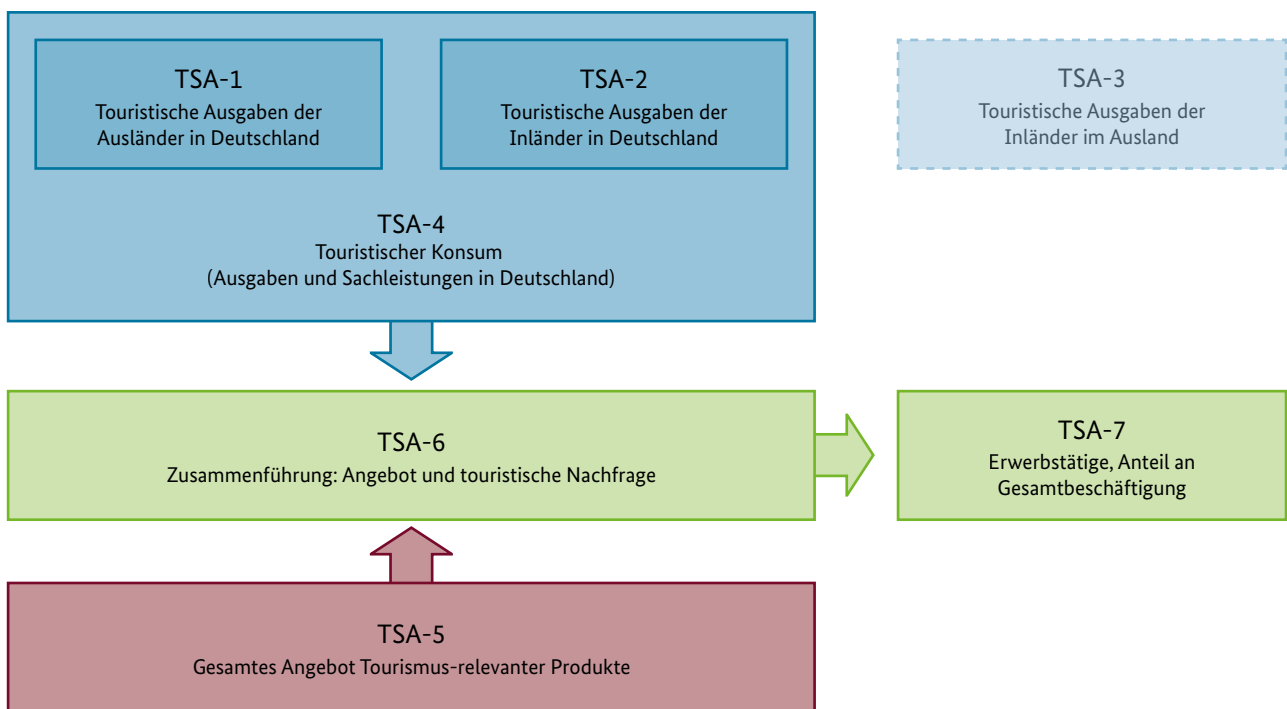 TSA-1
Touristische Ausgaben der
Ausländer in Deutschland
TSA-2
Touristische Ausgaben der
Inländer in Deutschland
TSA-3
Touristische Ausgaben der
Inländer im Ausland
TSA-4
Touristischer Konsum
(Ausgaben und Sachleistungen in Deutschland)
TSA-6
Zusammenführung: Angebot und touristische Nachfrage
TSA-7
Erwerbstätige, Anteil an
Gesamtbeschäftigung
TSA-5
Gesamtes Angebot Tourismus-relevanter Produkte